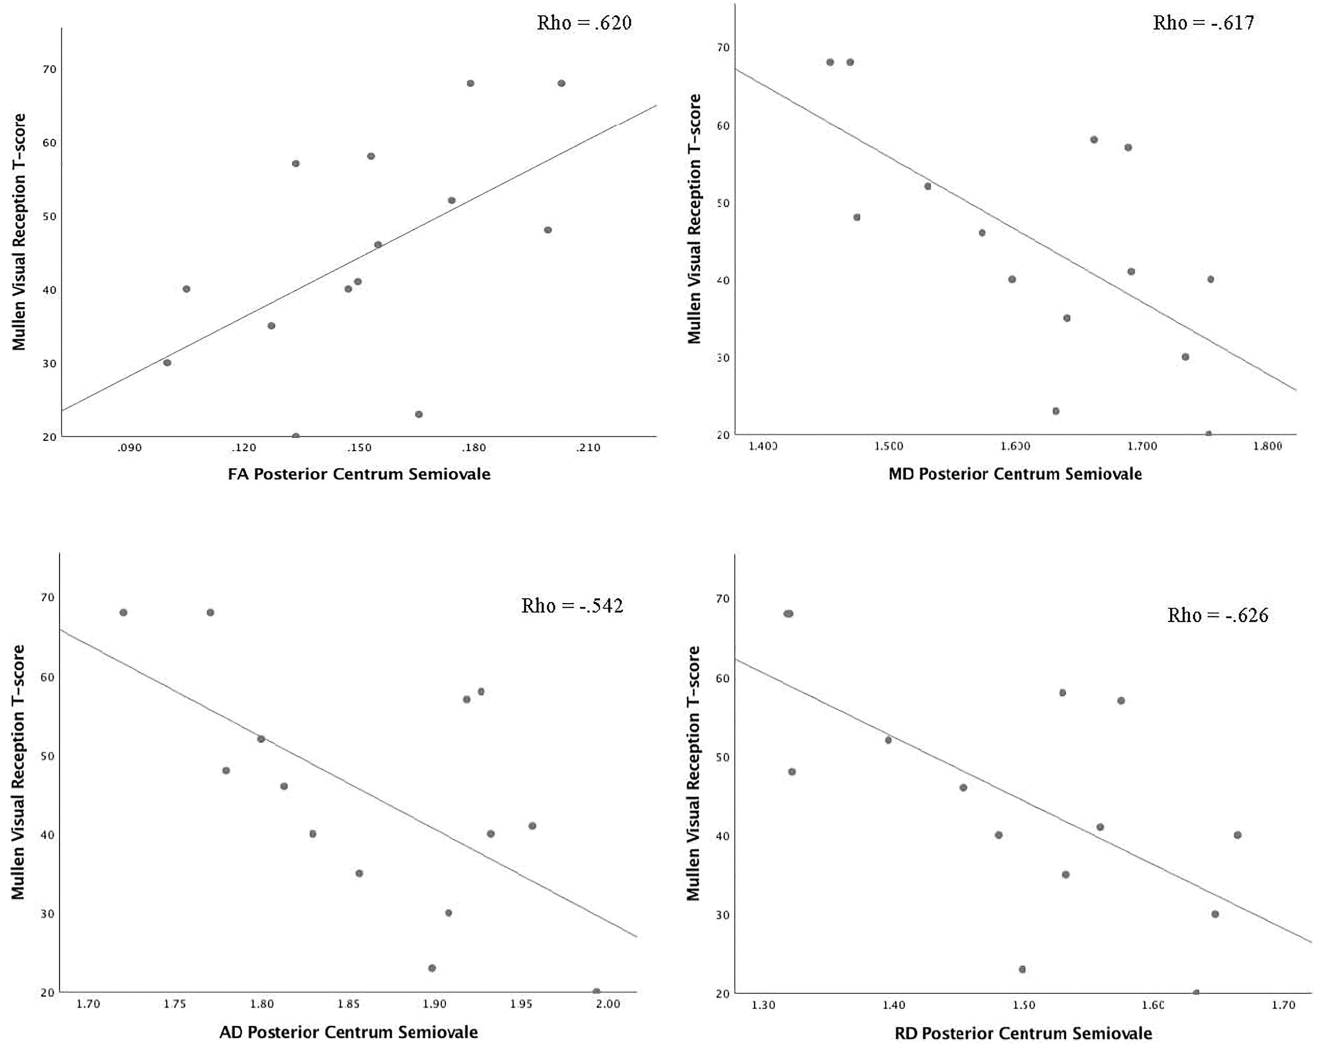 Rho = .620
Mullen Visual Reception T-score
70
60
50
40
30
20
.090 .120 .150 .180 .210
FA Posterior Centrum Semiovale
Rho = -.617
Mullen Visual Reception T-score
70
60
50
40
30
20
1.400 1.500 1.600 1.700 1.800
MD Posterior Centrum Semiovale
Rho = -.542
Mullen Visual Reception T-score
70
60
50
40
30
20
1.70 1.75 1.80 1.85 1.90 1.95 2.00
AD Posterior Centrum Semiovale
Rho = -.626
Mullen Visual Reception T-score
70
60
50
40
30
20
1.30 1.40 1.50 1.60 1.70
RD Posterior Centrum Semiovale